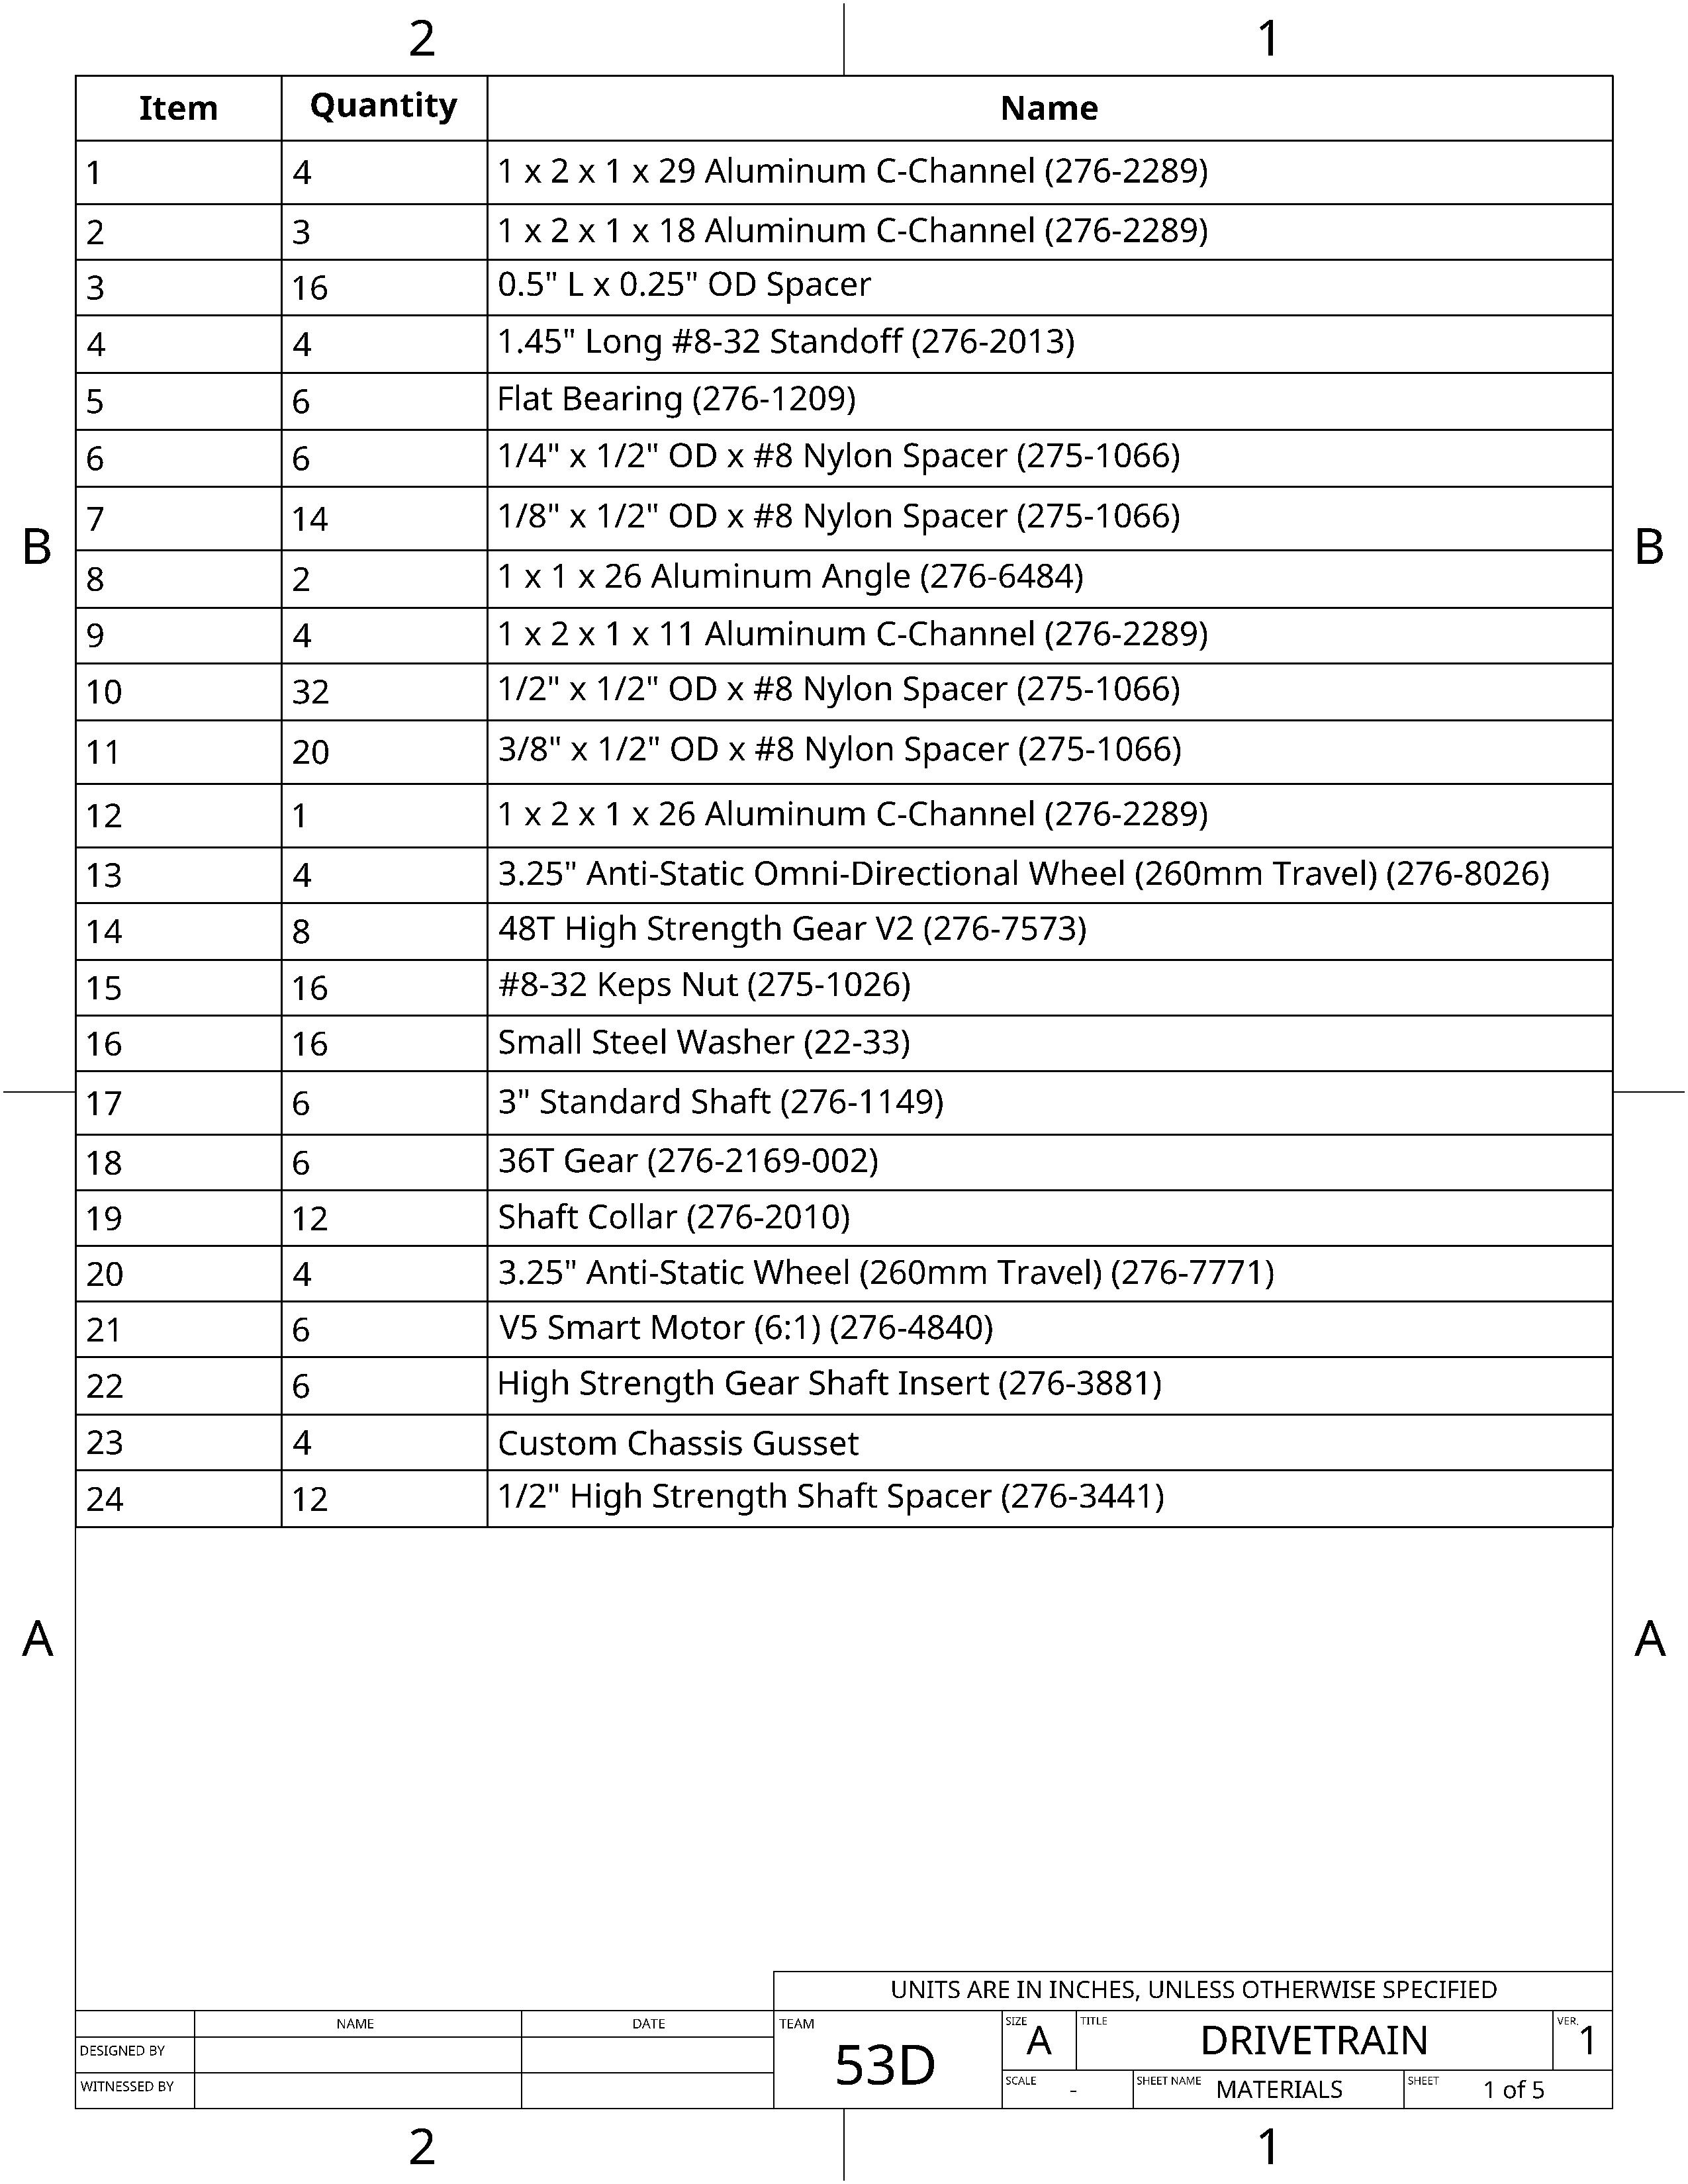 2 1
Item Quantity Name
1 4 1 x 2 x 1 x 29 Aluminum C-Channel (276-2289)
2 3 1 x 2 x 1 x 18 Aluminum C-Channel (276-2289)
3 16 0.5" L x 0.25" OD Spacer
4 4 1.45" Long #8-32 Standoff (276-2013)
5 6 Flat Bearing (276-1209)
6 6 1/4" x 1/2" OD x #8 Nylon Spacer (275-1066)
7 14 1/8" x 1/2" OD x #8 Nylon Spacer (275-1066)
B B
8 2 1 x 1 x 26 Aluminum Angle (276-6484)
9 4 1 x 2 x 1 x 11 Aluminum C-Channel (276-2289)
10 32 1/2" x 1/2" OD x #8 Nylon Spacer (275-1066)
11 20 3/8" x 1/2" OD x #8 Nylon Spacer (275-1066)
12 1 1 x 2 x 1 x 26 Aluminum C-Channel (276-2289)
13 4 3.25" Anti-Static Omni-Directional Wheel (260mm Travel) (276-8026)
14 8 48T High Strength Gear V2 (276-7573)
15 16 #8-32 Keps Nut (275-1026)
16 16 Small Steel Washer (22-33)
17 6 3" Standard Shaft (276-1149)
18 6 36T Gear (276-2169-002)
19 12 Shaft Collar (276-2010)
20 4 3.25" Anti-Static Wheel (260mm Travel) (276-7771)
21 6 V5 Smart Motor (6:1) (276-4840)
22 6 High Strength Gear Shaft Insert (276-3881)
23 4 Custom Chassis Gusset
24 12 1/2" High Strength Shaft Spacer (276-3441)
A A
UNITS ARE IN INCHES, UNLESS OTHERWISE SPECIFIED
NAME DATE TEAM 53D SIZE A TITLE DRIVETRAIN VER. 1
DESIGNED BY
WITNESSED BY SCALE - SHEET NAME MATERIALS SHEET 1 of 5
2 1